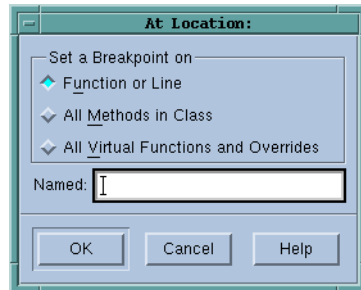 At Location:
Set a Breakpoint on
Function or Line
All Methods in Class
All Virtual Functions and Overrides
Named:
OK Cancel Help